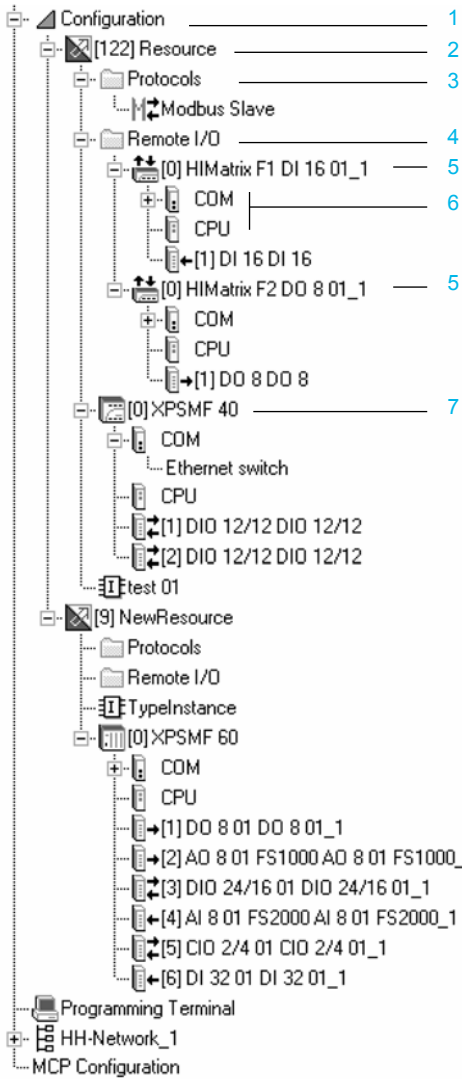 Configuration 1
[122] Resource 2
Protocols 3
Modbus Slave
Remote I/O 4
[0] HIMatrix F1 DI 16 01_1 5
COM 6
CPU
[1] DI 16 DI 16
[0] HIMatrix F2 DO 8 01_1 5
COM
CPU
[1] DO 8 DO 8
[0] XPSMF 40 7
COM
Ethernet switch
CPU
[1] DIO 12/12 DIO 12/12
[2] DIO 12/12 DIO 12/12
test 01
[9] NewResource
Protocols
Remote I/O
TypeInstance
[0] XPSMF 60
COM
CPU
[1] DO 8 01 DO 8 01_1
[2] AO 8 01 FS1000 AO 8 01 FS1000_
[3] DIO 24/16 01 DIO 24/16 01_1
[4] AI 8 01 FS2000 AI 8 01 FS2000_1
[5] CIO 2/4 01 CIO 2/4 01_1
[6] DI 32 01 DI 32 01_1
Programming Terminal
HH-Network_1
MCP Configuration